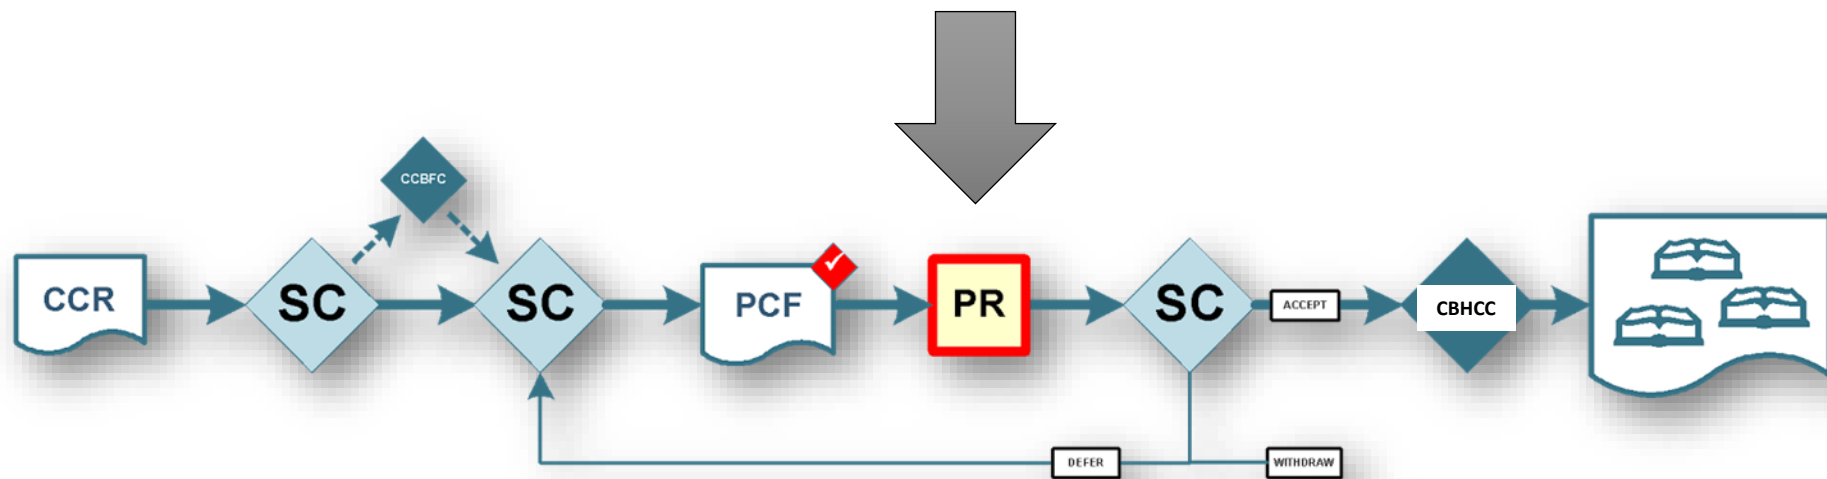 CCBFC
CCR
SC
SC
PCF
PR
SC
ACCEPT
CBHCC
DEFER
WITHDRAW